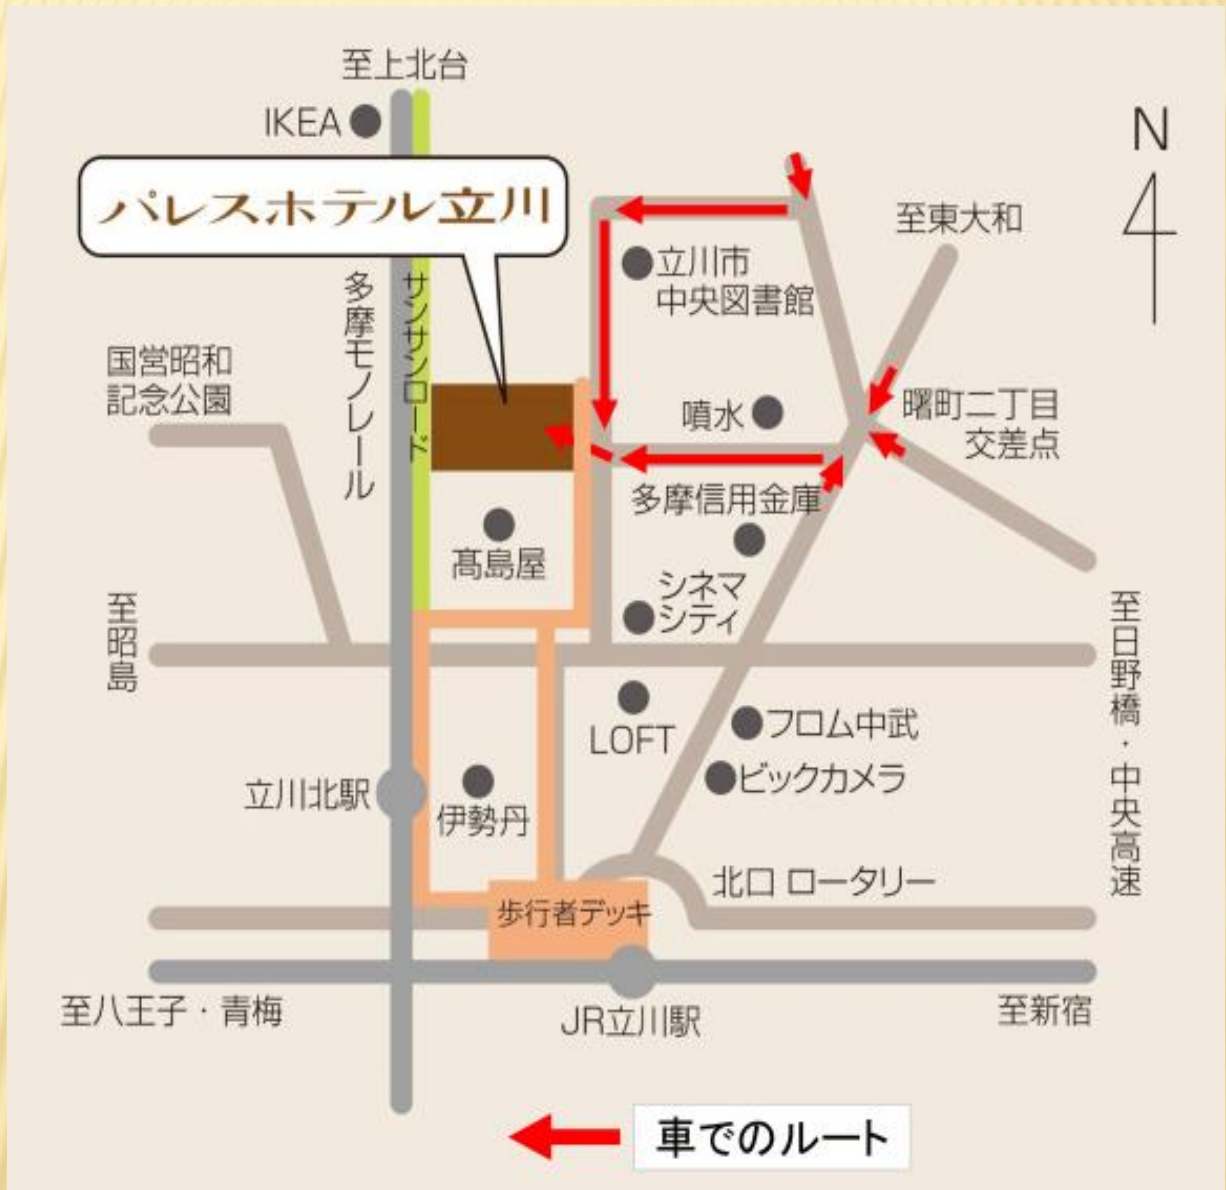 至上北台
IKEA
N
パレスホテル立川
至東大和
立川市
中央図書館
多摩モノレール
サンサンロード
国営昭和
記念公園
噴水
曙町二丁目
交差点
多摩信用金庫
髙島屋
シネマ
シティ
至昭島
至日野橋・中央高速
LOFT
フロム中武
ビックカメラ
立川北駅
伊勢丹
北口 ロータリー
歩行者デッキ
至八王子・青梅
JR立川駅
至新宿
車でのルート